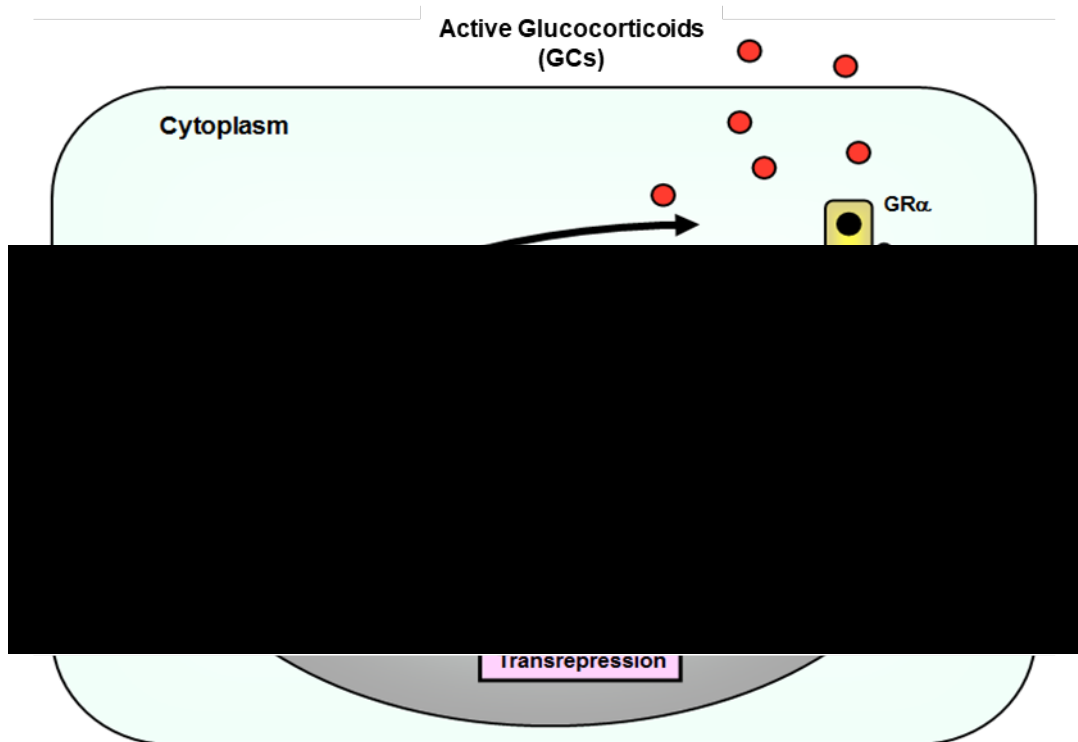 Active Glucocorticoids
(GCs)
Cytoplasm
GRα
Transrepression